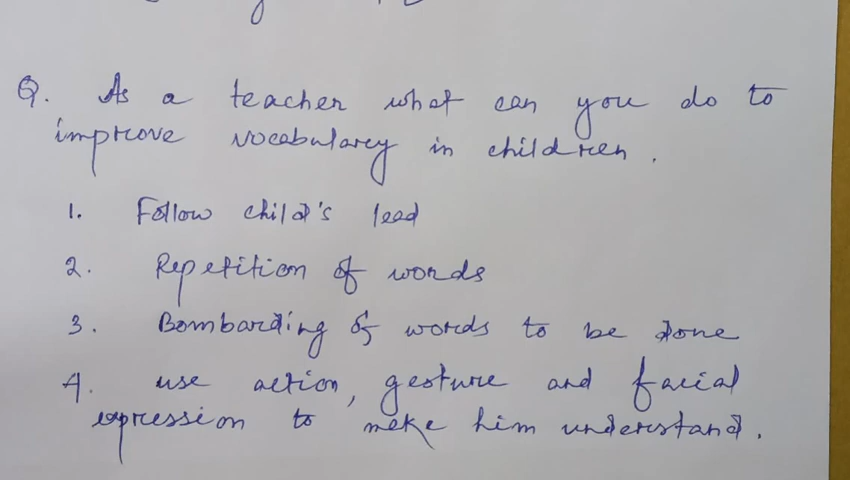 Q. As a teacher what can you do to
improve vocabulary in children.
1. Follow child's lead
2. Repetition of words
3. Bombarding of words to be done
4. use action, gesture and facial
expression to make him understand.